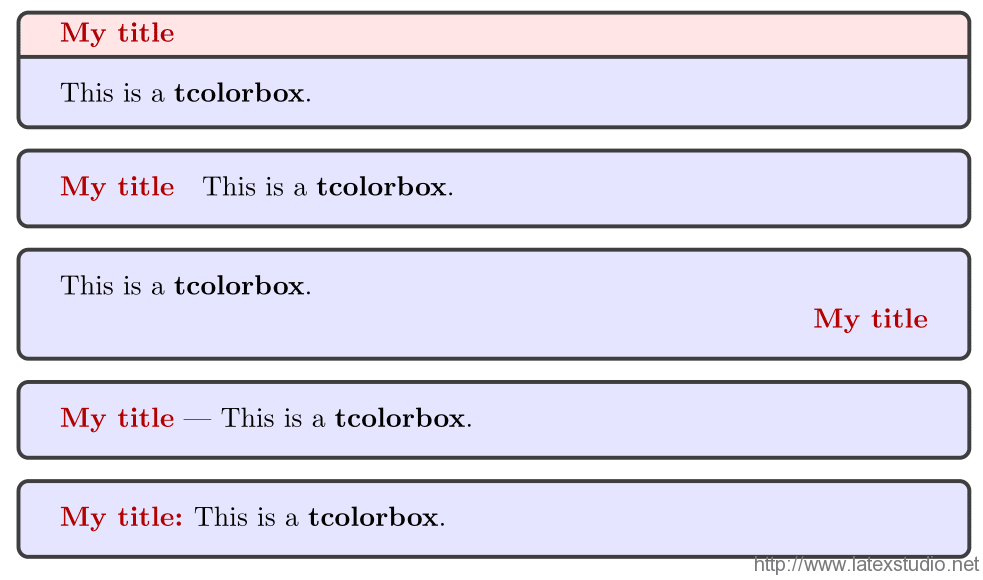 My title
This is a tcolorbox.
My title This is a tcolorbox.
This is a tcolorbox.
My title
My title — This is a tcolorbox.
My title: This is a tcolorbox.
http://www.latexstudio.net